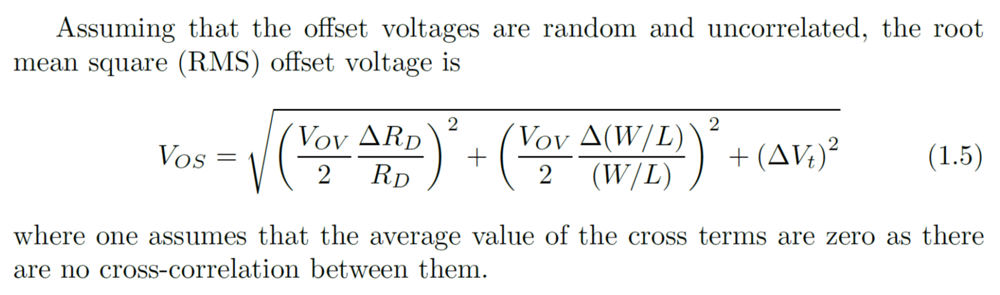 Assuming that the offset voltages are random and uncorrelated, the root
mean square (RMS) offset voltage is
$V_{OS} = \sqrt{\left(\frac{V_{OV}}{2}\frac{\Delta R_D}{R_D}\right)^2 + \left(\frac{V_{OV}}{2}\frac{\Delta(W/L)}{(W/L)}\right)^2 + (\Delta V_t)^2}$ (1.5)
where one assumes that the average value of the cross terms are zero as there
are no cross-correlation between them.